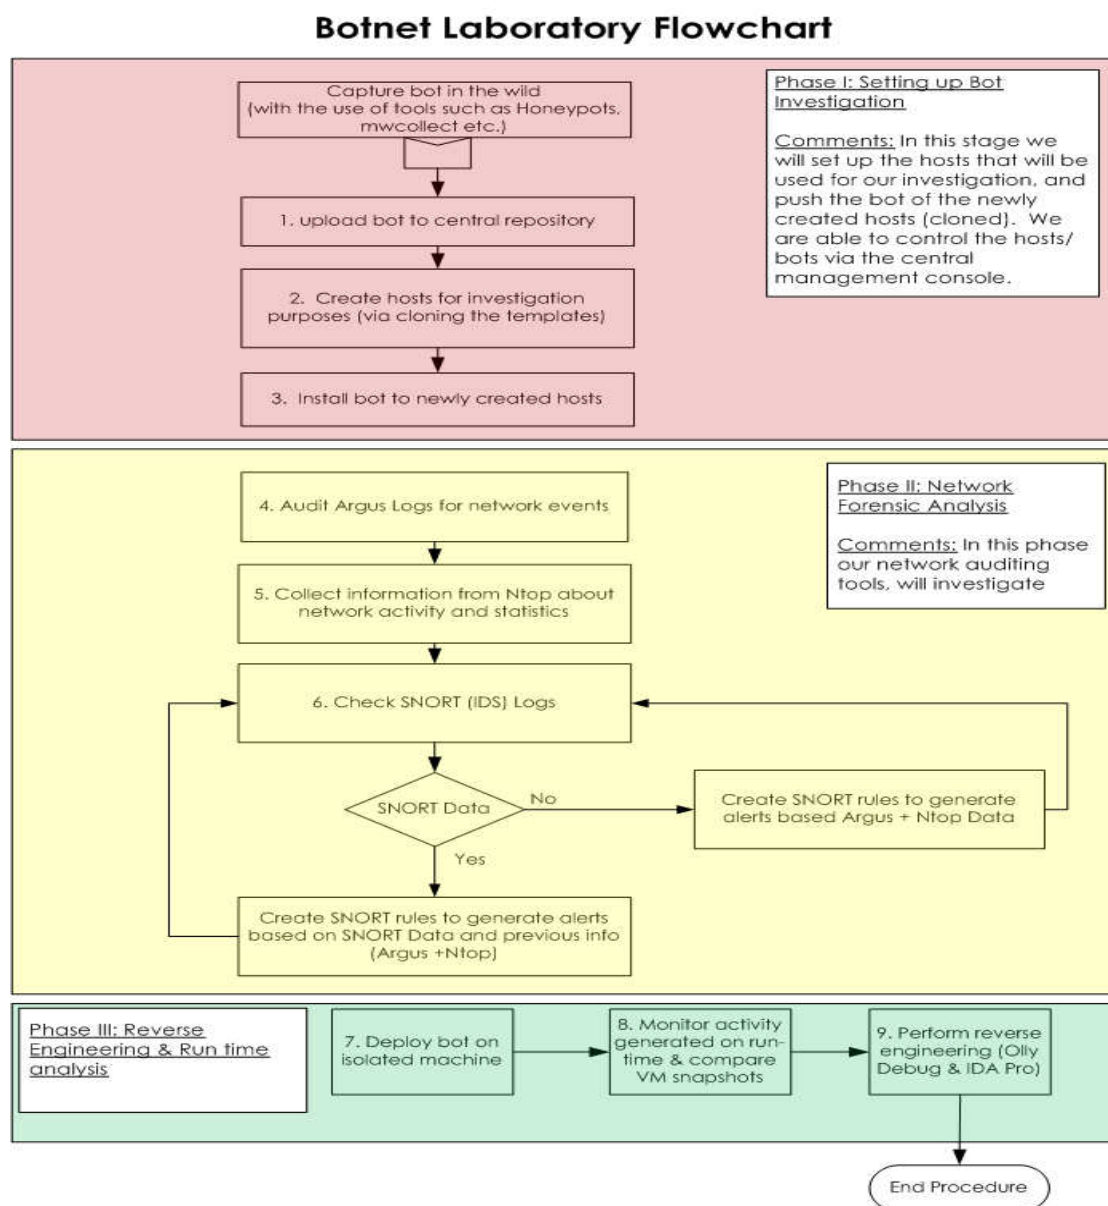 Botnet Laboratory Flowchart
Capture bot in the wild
(with the use of tools such as Honeypots,
mwcollect etc.)
Phase I: Setting up Bot
Investigation
Comments: In this stage we
will set up the hosts that will be
used for our investigation, and
push the bot of the newly
created hosts (cloned). We
are able to control the hosts/
bots via the central
management console.
1. upload bot to central repository
2. Create hosts for investigation
purposes (via cloning the templates)
3. Install bot to newly created hosts
4. Audit Argus Logs for network events
Phase II: Network
Forensic Analysis
Comments: In this phase
our network auditing
tools, will investigate
5. Collect information from Ntop about
network activity and statistics
6. Check SNORT (IDS) Logs
SNORT Data
No
Create SNORT rules to generate
alerts based Argus + Ntop Data
Yes
Create SNORT rules to generate alerts
based on SNORT Data and previous info
(Argus +Ntop)
Phase III: Reverse
Engineering & Run time
analysis
7. Deploy bot on
isolated machine
8. Monitor activity
generated on run-
time & compare
VM snapshots
9. Perform reverse
engineering (Olly
Debug & IDA Pro)
End Procedure